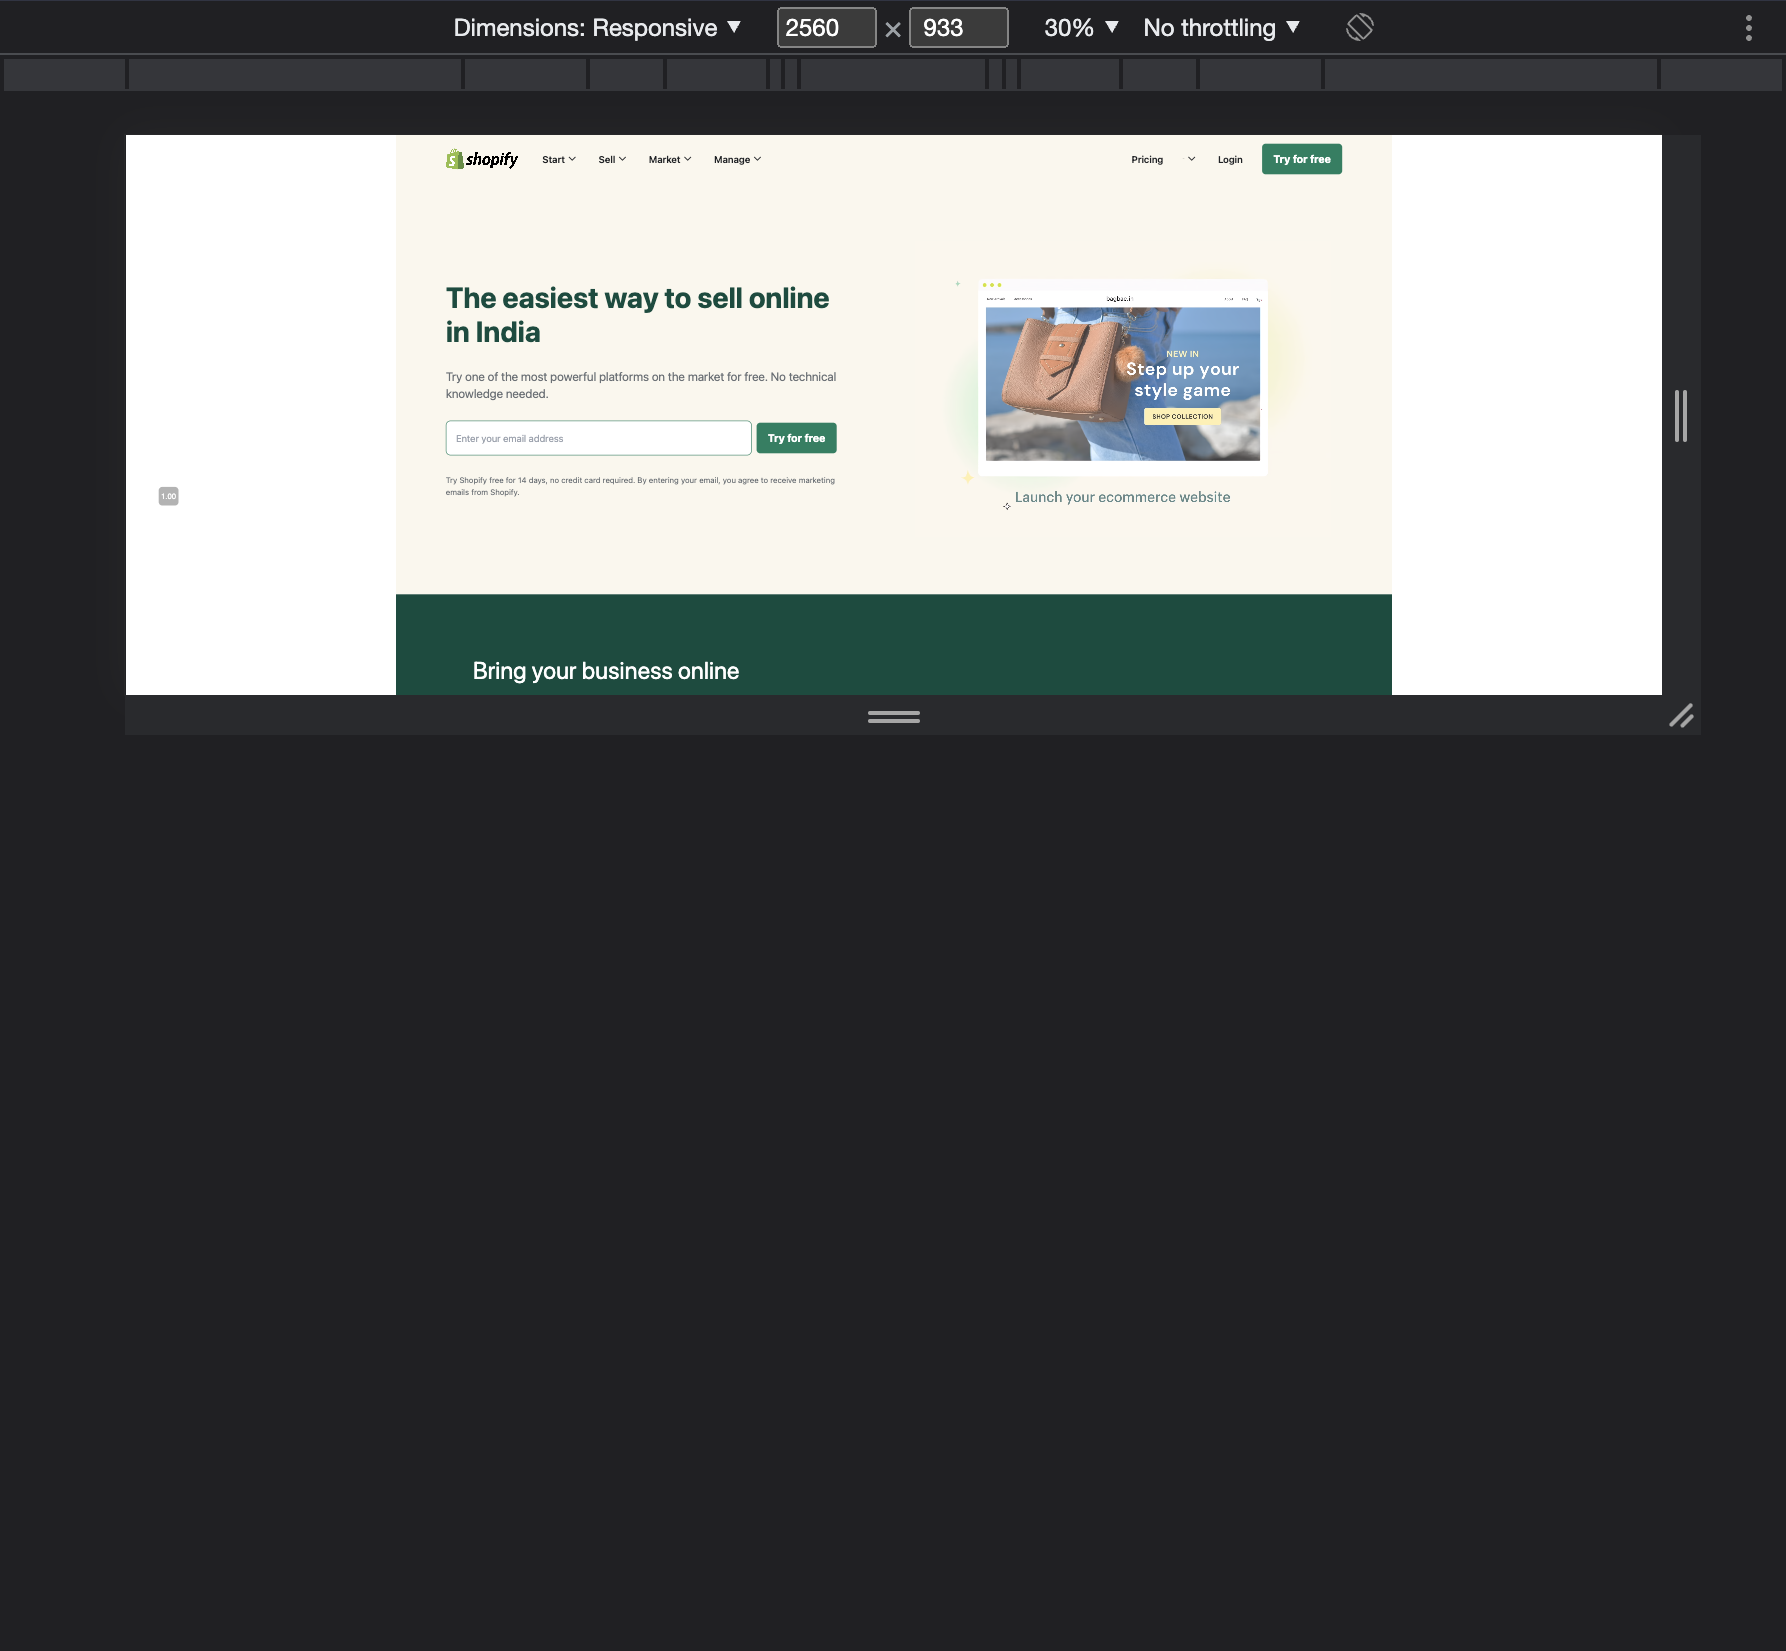 Dimensions: Responsive ▼ 2560 × 933 30% ▼ No throttling ▼
shopify Start Sell Market Manage Pricing Login Try for free
The easiest way to sell online
in India
Try one of the most powerful platforms on the market for free. No technical
knowledge needed.
Enter your email address Try for free
Try Shopify free for 14 days, no credit card required. By entering your email, you agree to receive marketing
emails from Shopify.
1.00
bagbae.in
NEW IN
Step up your
style game
SHOP COLLECTION
Launch your ecommerce website
Bring your business online